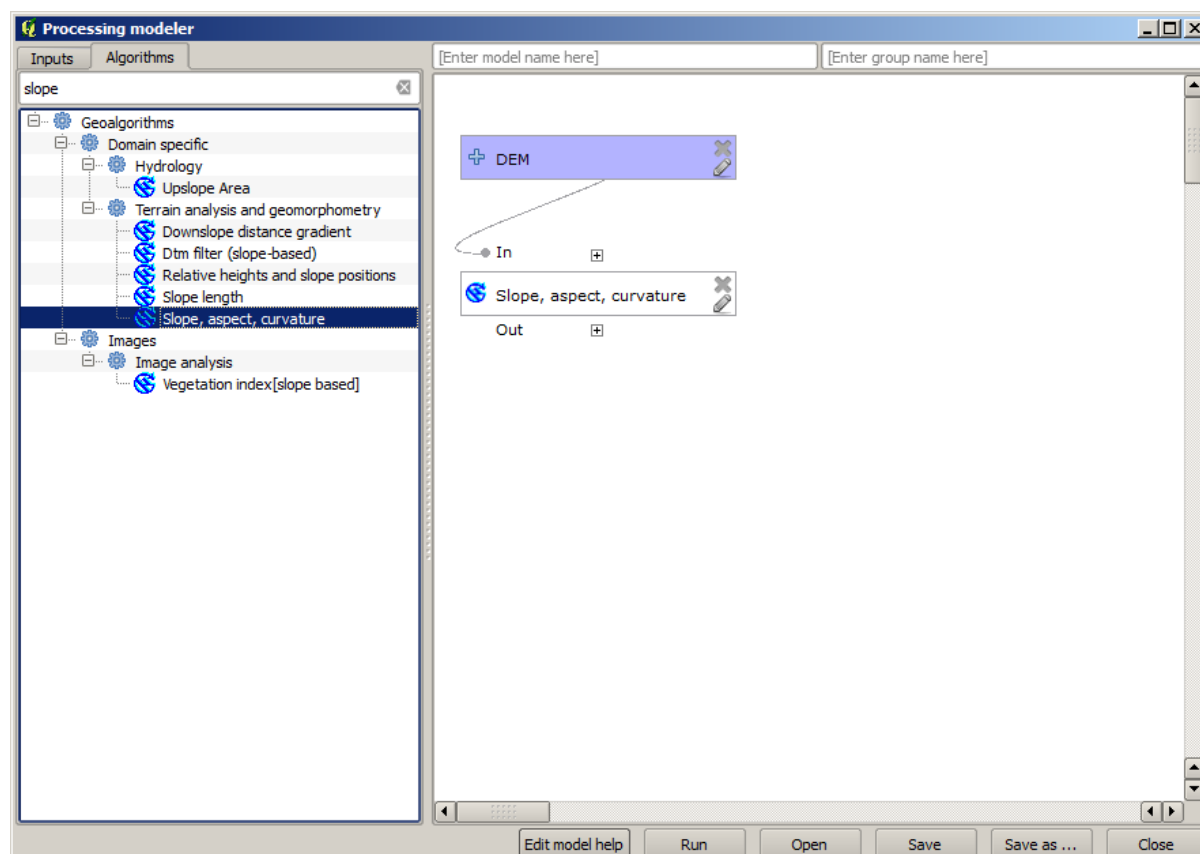 Processing modeler
Inputs
Algorithms
[Enter model name here]
[Enter group name here]
slope
Geoalgorithms
Domain specific
Hydrology
Upslope Area
Terrain analysis and geomorphometry
Downslope distance gradient
Dtm filter (slope-based)
Relative heights and slope positions
Slope length
Slope, aspect, curvature
Images
Image analysis
Vegetation index[slope based]
DEM
In
Slope, aspect, curvature
Out
Edit model help
Run
Open
Save
Save as ...
Close